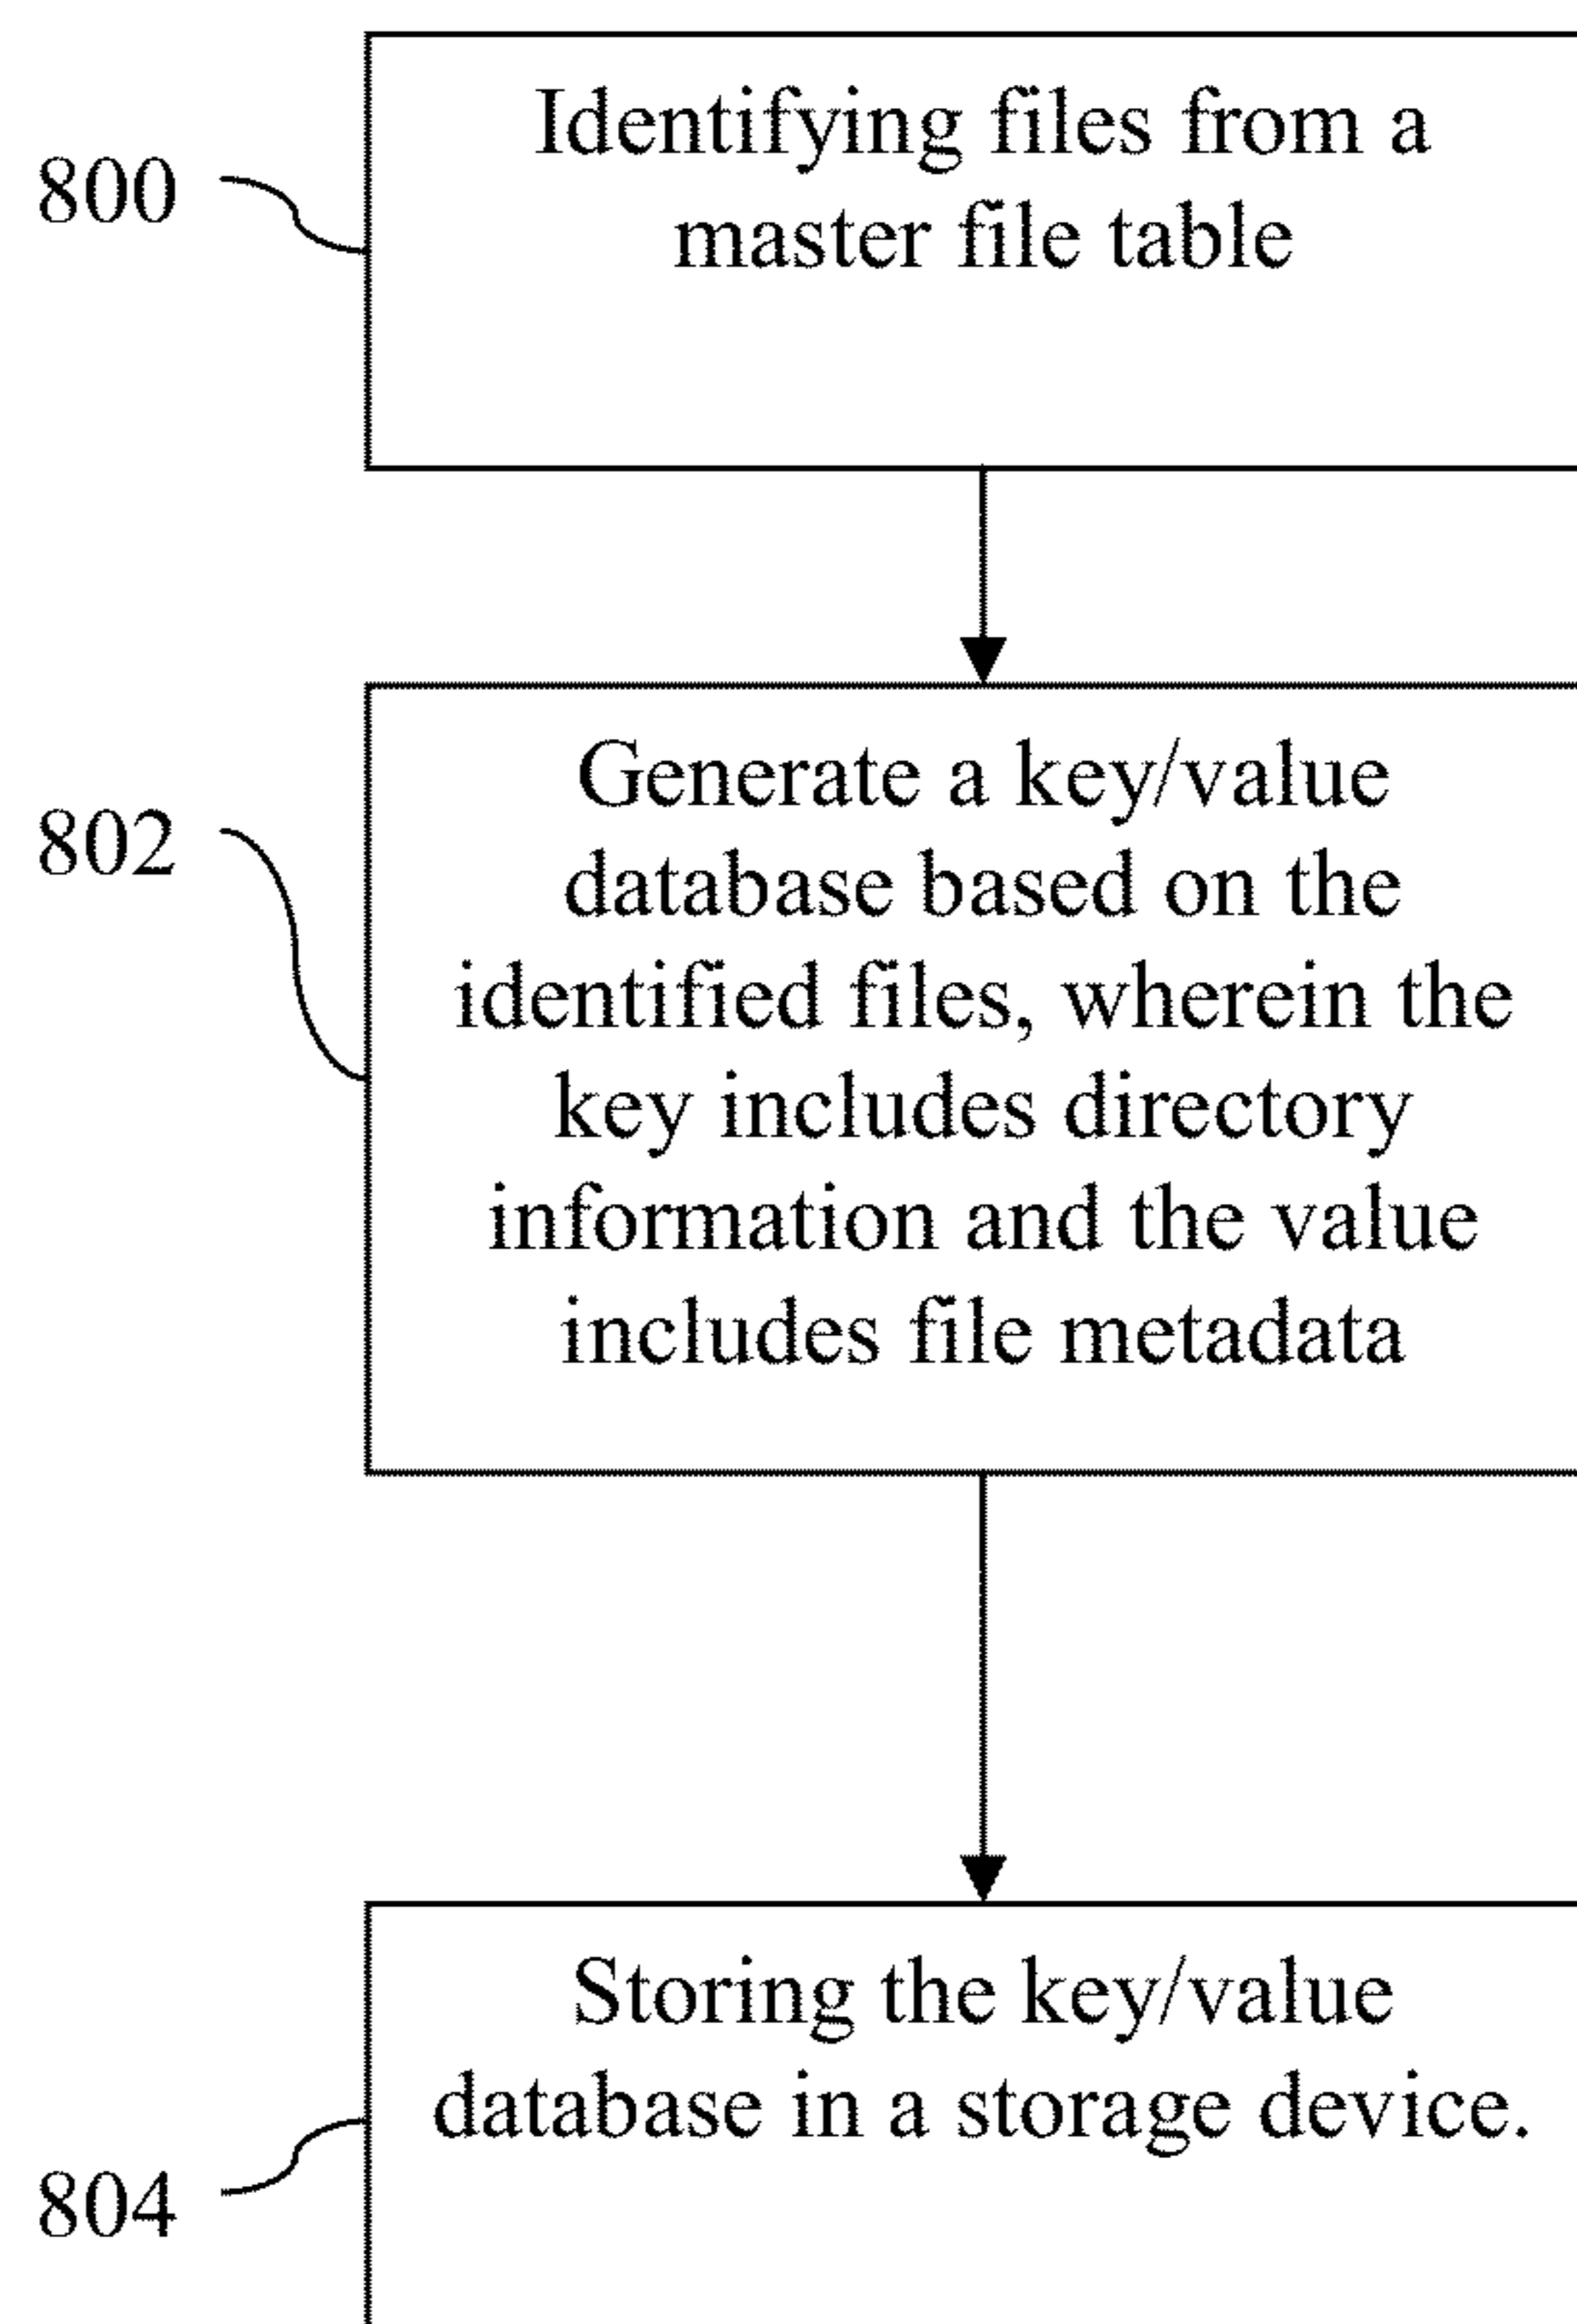 800
Identifying files from a
master file table
802
Generate a key/value
database based on the
identified files, wherein the
key includes directory
information and the value
includes file metadata
804
Storing the key/value
database in a storage device.